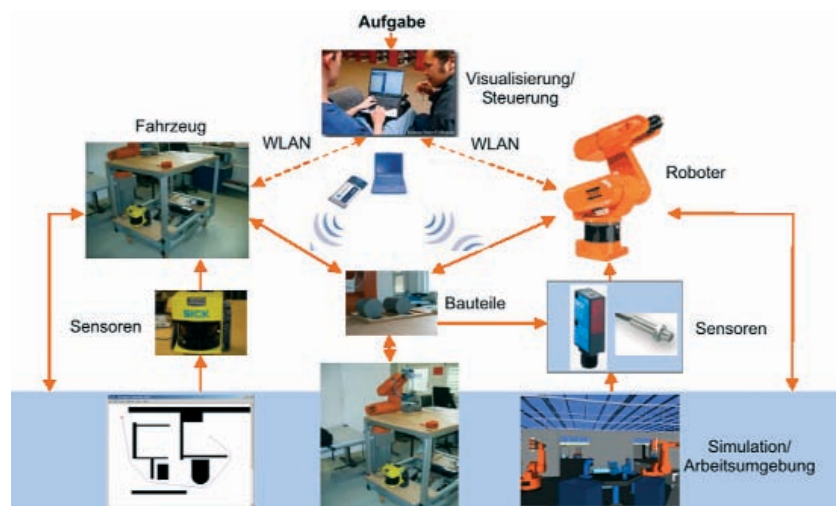 Aufgabe
Visualisierung/
Steuerung
Fahrzeug
WLAN
WLAN
Roboter
Bauteile
Sensoren
SICK
Sensoren
Simulation/
Arbeitsumgebung